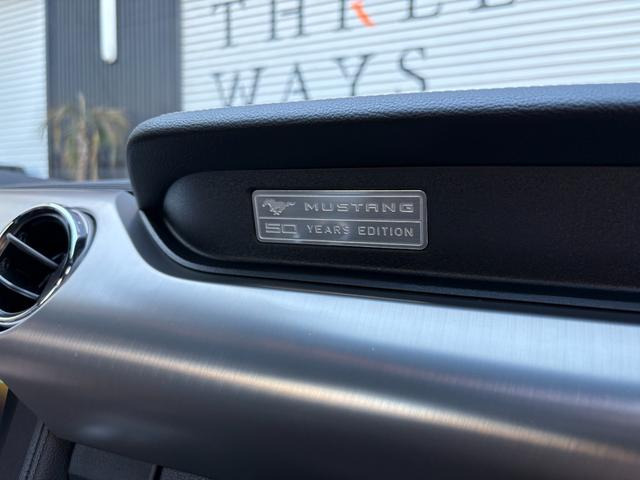 THREE
WAYS
MUSTANG
50 YEARS EDITION